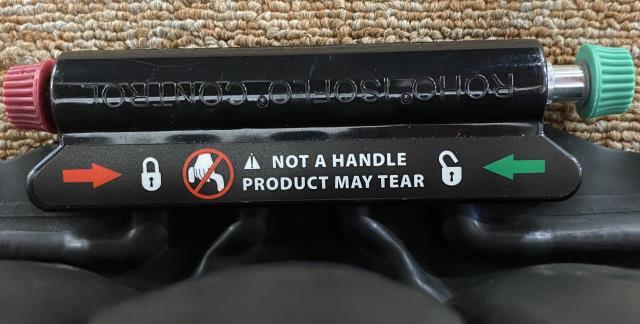 ROHO® ISOFLO® CONTROL
NOT A HANDLE
PRODUCT MAY TEAR